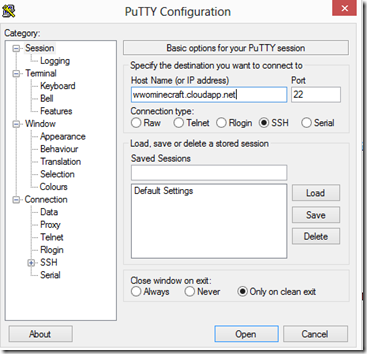 PuTTY Configuration
Category:
Session
Logging
Terminal
Keyboard
Bell
Features
Window
Appearance
Behaviour
Translation
Selection
Colours
Connection
Data
Proxy
Telnet
Rlogin
SSH
Serial
Basic options for your PuTTY session
Specify the destination you want to connect to
Host Name (or IP address) Port
wwominecraft.cloudapp.net 22
Connection type:
Raw Telnet Rlogin SSH Serial
Load, save or delete a stored session
Saved Sessions
Default Settings
Load
Save
Delete
Close window on exit:
Always Never Only on clean exit
About Open Cancel